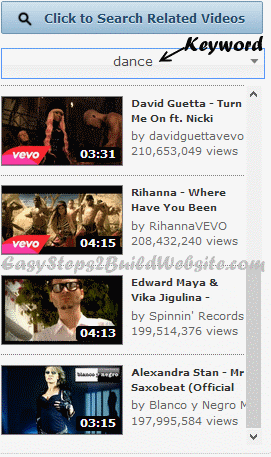 Click to Search Related Videos
Keyword
dance
David Guetta - Turn
Me On ft. Nicki
by davidguettavevo
210,653,049 views
vevo
03:31
Rihanna - Where
Have You Been
by RihannaVEVO
208,432,240 views
vevo
04:15
EasySteps2BuildWebsite.com
Edward Maya &
Vika Jigulina -
by Spinnin' Records
199,514,376 views
04:13
Alexandra Stan - Mr
Saxobeat (Official
by Blanco y Negro M
197,995,584 views
blanco y negro
03:15